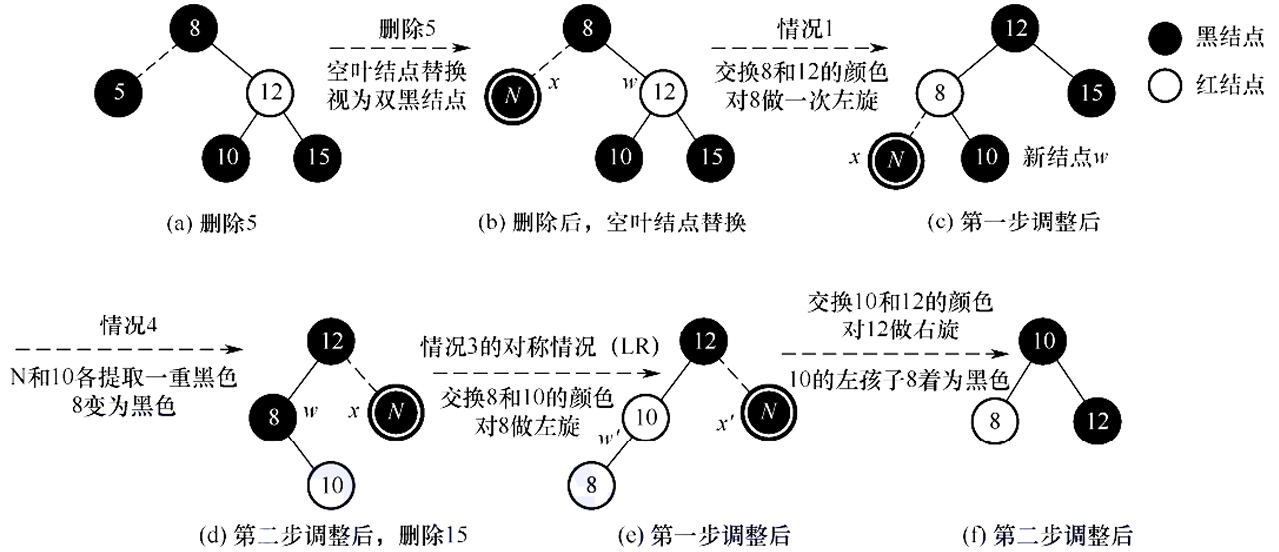 8
5
12
10
15
(a) 删除5
删除5
空叶结点替换
视为双黑结点
8
N
x
w
12
10
15
(b) 删除后，空叶结点替换
情况1
交换8和12的颜色
对8做一次左旋
12
8
15
x
N
10
新结点w
(c) 第一步调整后
黑结点
红结点
情况4
N和10各提取一重黑色
8变为黑色
12
8
w
x
N
10
(d) 第二步调整后，删除15
情况3的对称情况（LR）
交换8和10的颜色
对8做左旋
12
10
w′
x′
N
8
(e) 第一步调整后
交换10和12的颜色
对12做右旋
10的左孩子8着为黑色
10
8
12
(f) 第二步调整后